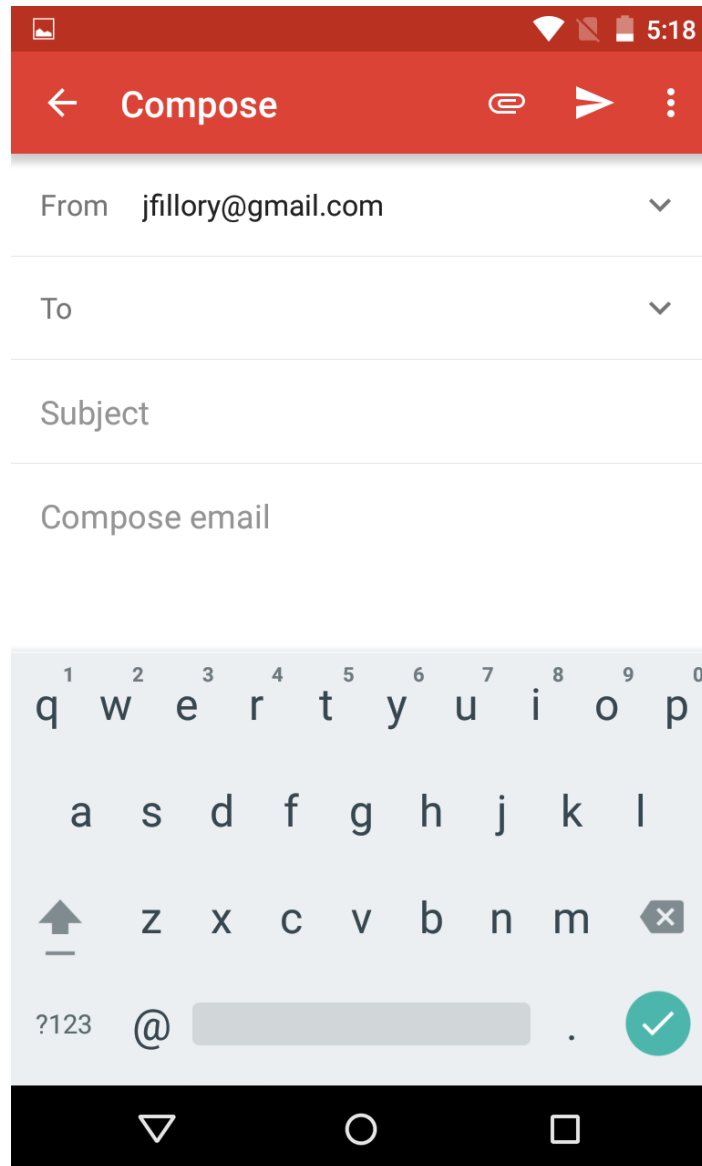 5:18
Compose
From jfillory@gmail.com
To
Subject
Compose email
1 2 3 4 5 6 7 8 9 0
q w e r t y u i o p
a s d f g h j k l
z x c v b n m
?123 @ .